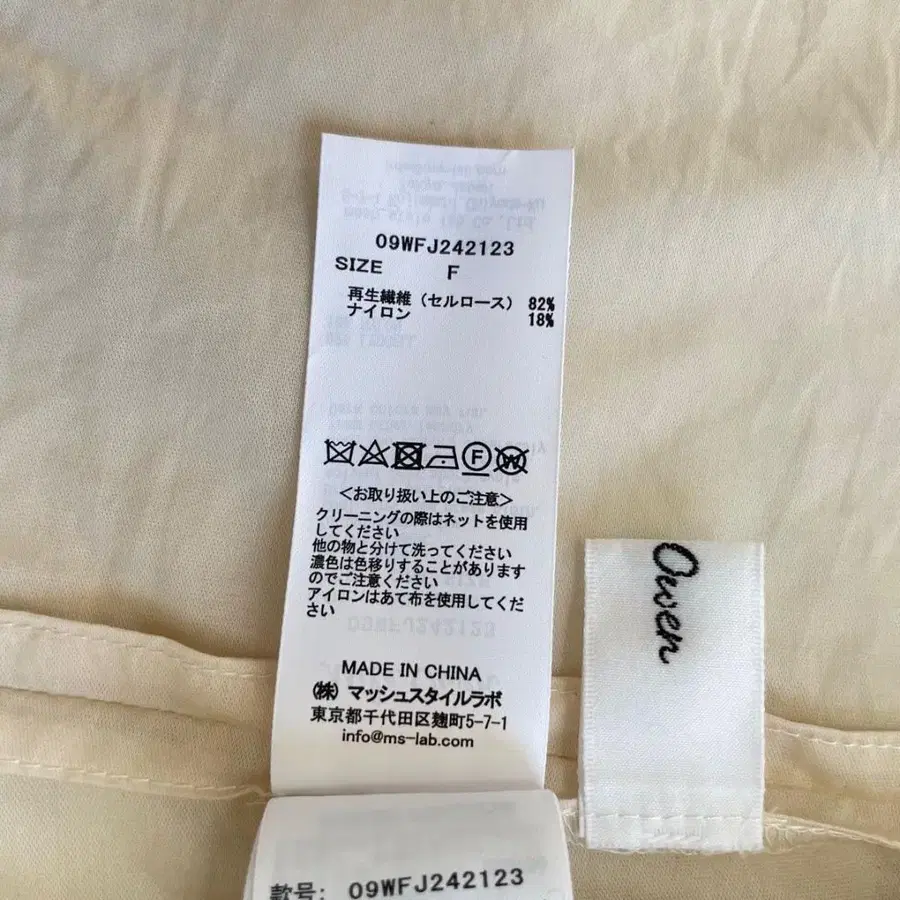 09WFJ242123
SIZE F
再生繊維（セルロース） 82%
ナイロン 18%
F
W
＜お取り扱い上のご注意＞
クリーニングの際はネットを使用
してください
他の物と分けて洗ってください
濃色は色移りすることがあります
のでご注意ください
アイロンはあて布を使用してくだ
さい
MADE IN CHINA
(株) マッシュスタイルラボ
東京都千代田区麹町5-7-1
info@ms-lab.com
款号: 09WFJ242123
Owen